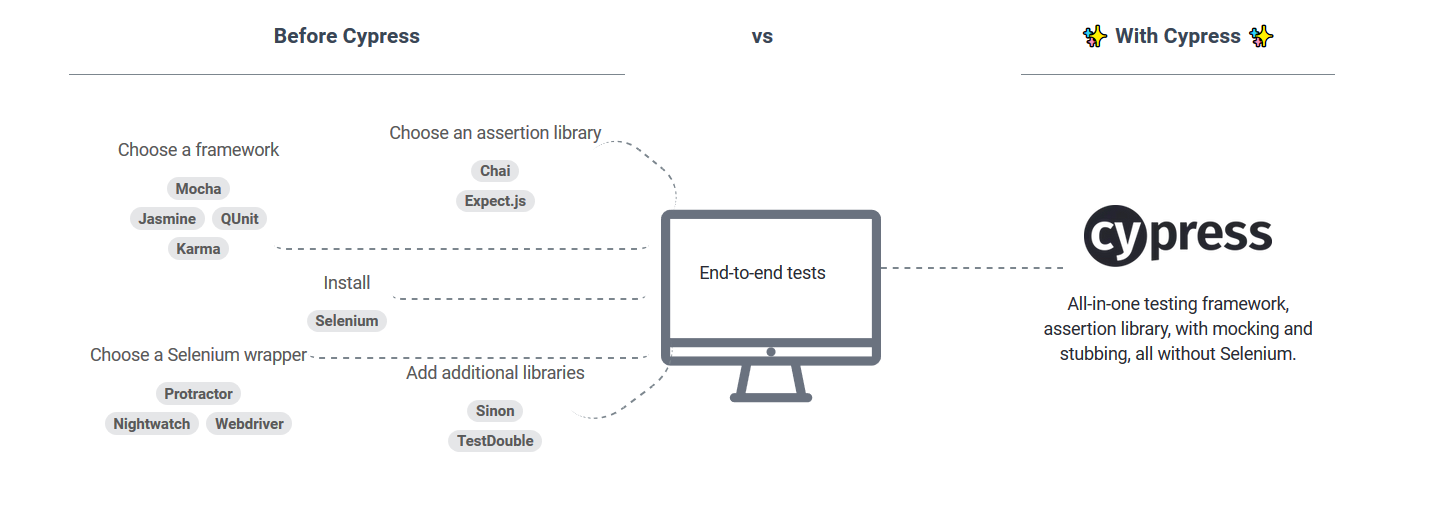 Before Cypress
vs
With Cypress
Choose a framework
Mocha
Jasmine QUnit
Karma
Choose an assertion library
Chai
Expect.js
Install
Selenium
Choose a Selenium wrapper
Protractor
Nightwatch Webdriver
Add additional libraries
Sinon
TestDouble
End-to-end tests
cypress
All-in-one testing framework,
assertion library, with mocking and
stubbing, all without Selenium.